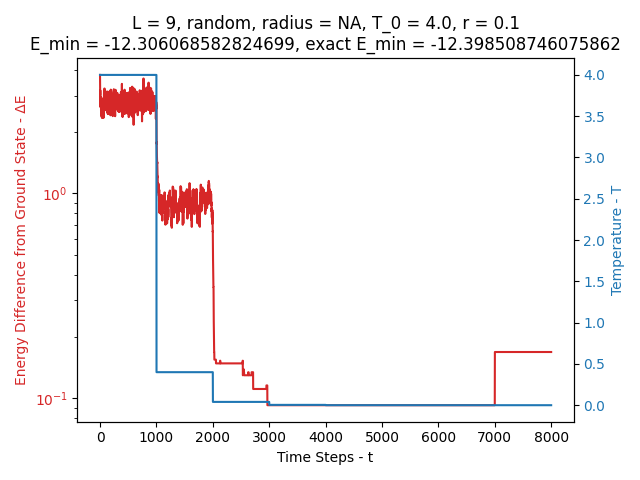 L = 9, random, radius = NA, T_0 = 4.0, r = 0.1
E_min = -12.306068582824699, exact E_min = -12.398508746075862
Energy Difference from Ground State - ΔE
10⁰
10⁻¹
4.0
3.5
3.0
2.5
2.0
1.5
1.0
0.5
0.0
Temperature - T
0 1000 2000 3000 4000 5000 6000 7000 8000
Time Steps - t